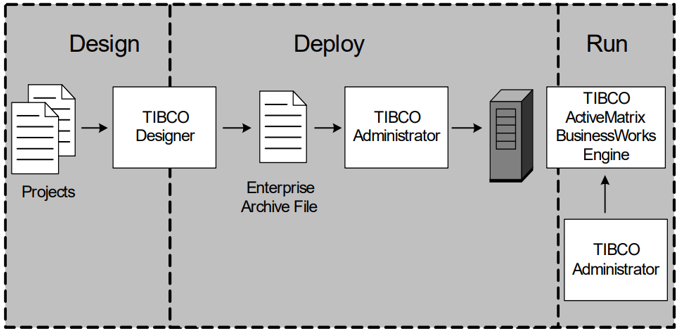 Design
Deploy
Run
Projects
TIBCO
Designer
Enterprise
Archive File
TIBCO
Administrator
TIBCO
ActiveMatrix
BusinessWorks
Engine
TIBCO
Administrator